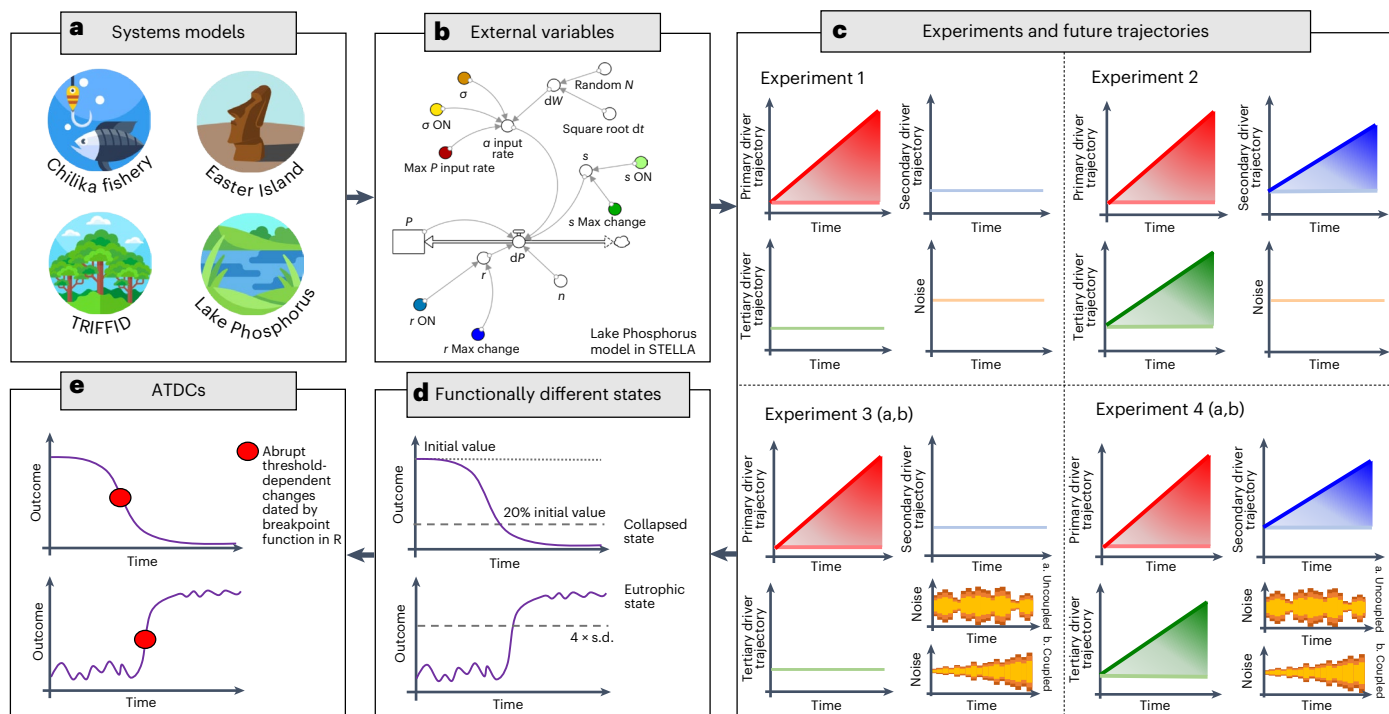 a Systems models
Chilika fishery
Easter Island
TRIFFID
Lake Phosphorus
b External variables
σ
σ ON
Max P input rate
α input
rate
dW
Random N
Square root dt
s
s ON
s Max change
P
dP
r
n
r ON
r Max change
Lake Phosphorus
model in STELLA
c Experiments and future trajectories
Experiment 1
Primary driver
trajectory
Time
Secondary driver
trajectory
Time
Tertiary driver
trajectory
Time
Noise
Time
Experiment 2
Primary driver
trajectory
Time
Secondary driver
trajectory
Time
Tertiary driver
trajectory
Time
Noise
Time
Experiment 3 (a,b)
Primary driver
trajectory
Time
Secondary driver
trajectory
Time
Tertiary driver
trajectory
Time
Noise
Time
a. Uncoupled
Noise
Time
b. Coupled
Experiment 4 (a,b)
Primary driver
trajectory
Time
Secondary driver
trajectory
Time
Tertiary driver
trajectory
Time
Noise
Time
a. Uncoupled
Noise
Time
b. Coupled
d Functionally different states
Outcome
Initial value
20% initial value
Collapsed
state
Time
Outcome
Eutrophic
state
4 × s.d.
Time
e ATDCs
Outcome
Time
Abrupt
threshold-
dependent
changes
dated by
breakpoint
function in R
Outcome
Time